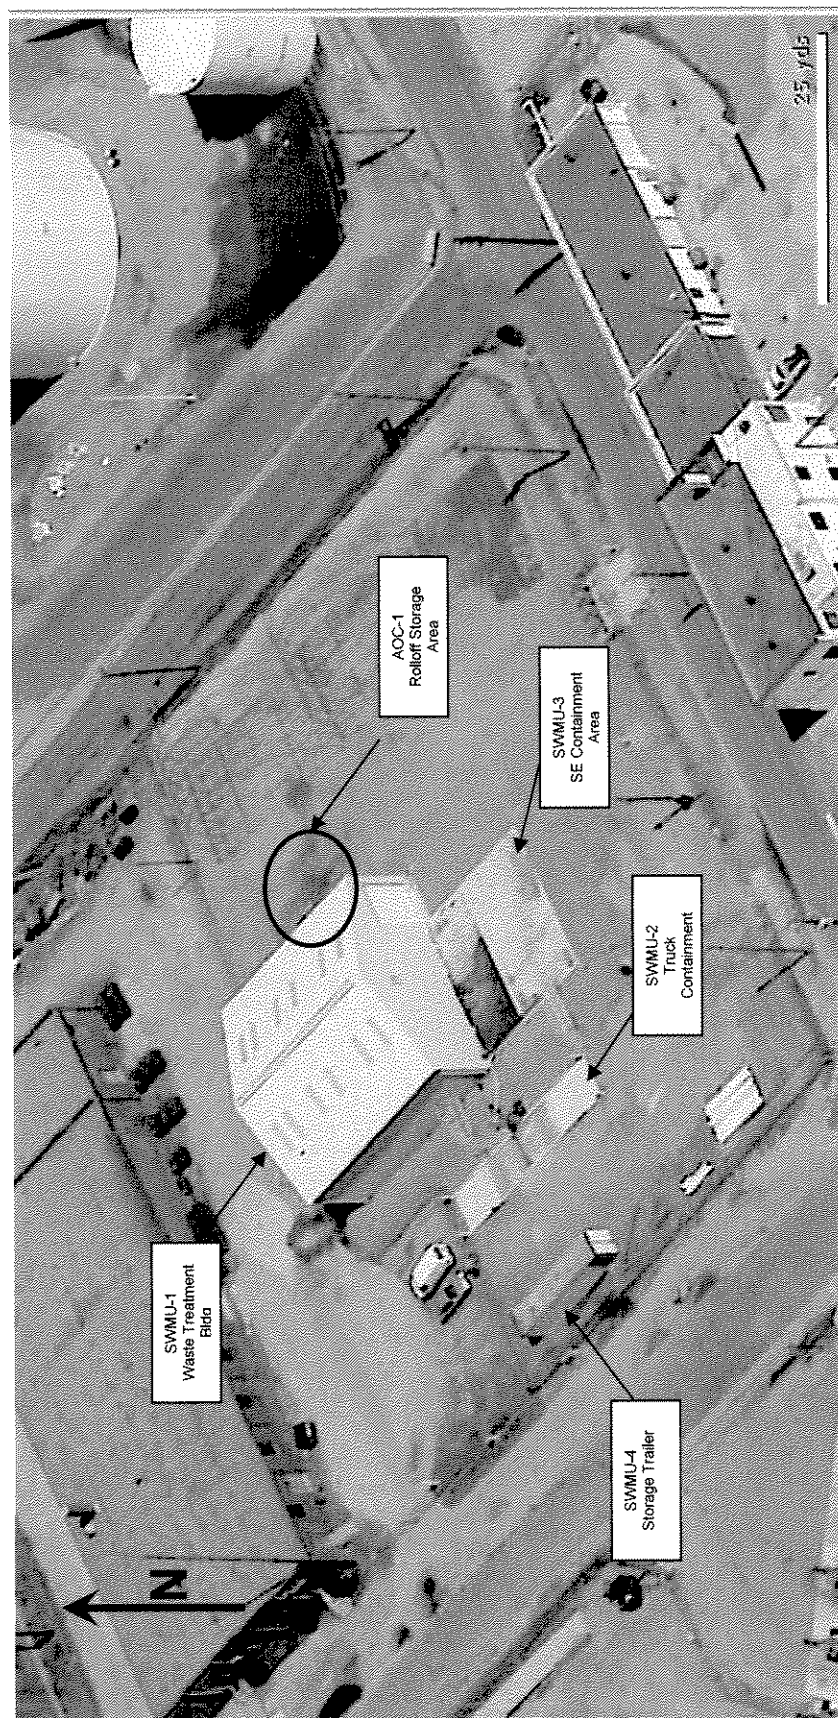 N
SWMU-1
Waste Treatment
Bldg
AOC-1
Rolloff Storage
Area
SWMU-3
SE Containment
Area
SWMU-2
Truck
Containment
SWMU-4
Storage Trailer
25 yds